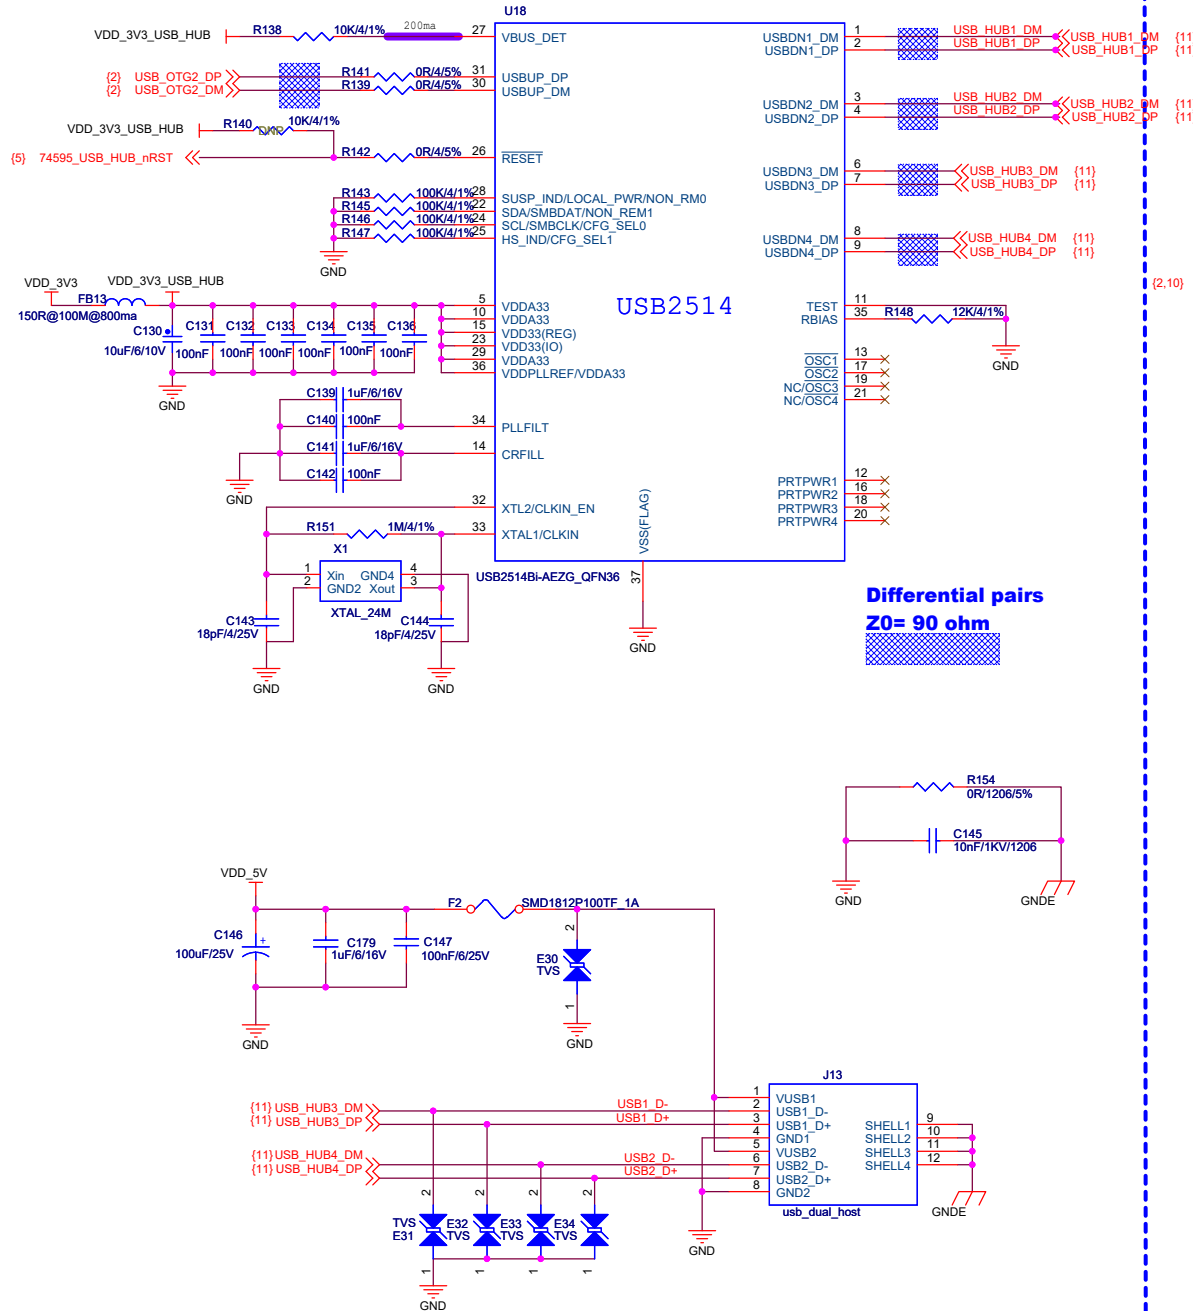 U18
VDD_3V3_USB_HUB
R138
10K/4/1%
200ma
27
VBUS_DET
{2} USB_OTG2_DP
{2} USB_OTG2_DM
R141
0R/4/5%
R139
0R/4/5%
31
30
USBUP_DP
USBUP_DM
VDD_3V3_USB_HUB
R140
DNP
10K/4/1%
{5} 74595_USB_HUB_nRST
R142
0R/4/5%
26
RESET
R143
100K/4/1%
28
SUSP_IND/LOCAL_PWR/NON_RM0
R145
100K/4/1%
22
SDA/SMBDAT/NON_REM1
R146
100K/4/1%
24
SCL/SMBCLK/CFG_SEL0
R147
100K/4/1%
25
HS_IND/CFG_SEL1
GND
VDD_3V3
VDD_3V3_USB_HUB
FB13
150R@100M@800ma
C130
10uF/6/10V
C131
100nF
C132
100nF
C133
100nF
C134
100nF
C135
100nF
C136
100nF
GND
5
VDDA33
10
VDDA33
15
VDD33(REG)
23
VDD33(IO)
29
VDDA33
36
VDDPLLREF/VDDA33
USB2514
C139
1uF/6/16V
C140
100nF
C141
1uF/6/16V
C142
100nF
GND
34
PLLFILT
14
CRFILL
32
XTL2/CLKIN_EN
R151
1M/4/1%
33
XTAL1/CLKIN
X1
1
2
Xin GND4
GND2 Xout
4
3
XTAL_24M
C143
18pF/4/25V
C144
18pF/4/25V
GND
GND
USB2514Bi-AEZG_QFN36
VSS(FLAG)
37
GND
USBDN1_DM
1
USB_HUB1_DM
USB_HUB1_DM {11
USBDN1_DP
2
USB_HUB1_DP
USB_HUB1_DP {11
USBDN2_DM
3
USB_HUB2_DM
USB_HUB2_DM {11
USBDN2_DP
4
USB_HUB2_DP
USB_HUB2_DP {11
USBDN3_DM
6
USB_HUB3_DM {11}
USBDN3_DP
7
USB_HUB3_DP {11}
USBDN4_DM
8
USB_HUB4_DM {11}
USBDN4_DP
9
USB_HUB4_DP {11}
{2,10}
TEST
11
RBIAS
35
R148
12K/4/1%
GND
OSC1
13
OSC2
17
NC/OSC3
19
NC/OSC4
21
PRTPWR1
12
PRTPWR2
16
PRTPWR3
18
PRTPWR4
20
Differential pairs
Z0= 90 ohm
R154
0R/1206/5%
C145
10nF/1KV/1206
GND
GNDE
VDD_5V
F2
SMD1812P100TF_1A
C146
+
100uF/25V
C179
1uF/6/16V
C147
100nF/6/25V
GND
2
E30
TVS
1
GND
J13
{11} USB_HUB3_DM
{11} USB_HUB3_DP
USB1_D-
USB1_D+
{11} USB_HUB4_DM
{11} USB_HUB4_DP
USB2_D-
USB2_D+
1
VUSB1
2
USB1_D-
3
USB1_D+
4
GND1
5
VUSB2
6
USB2_D-
7
USB2_D+
8
GND2
SHELL1
9
SHELL2
10
SHELL3
11
SHELL4
12
usb_dual_host
GNDE
GND
2
2
2
2
TVS
E31
E32
TVS
E33
TVS
E34
TVS
1
1
1
1
GND